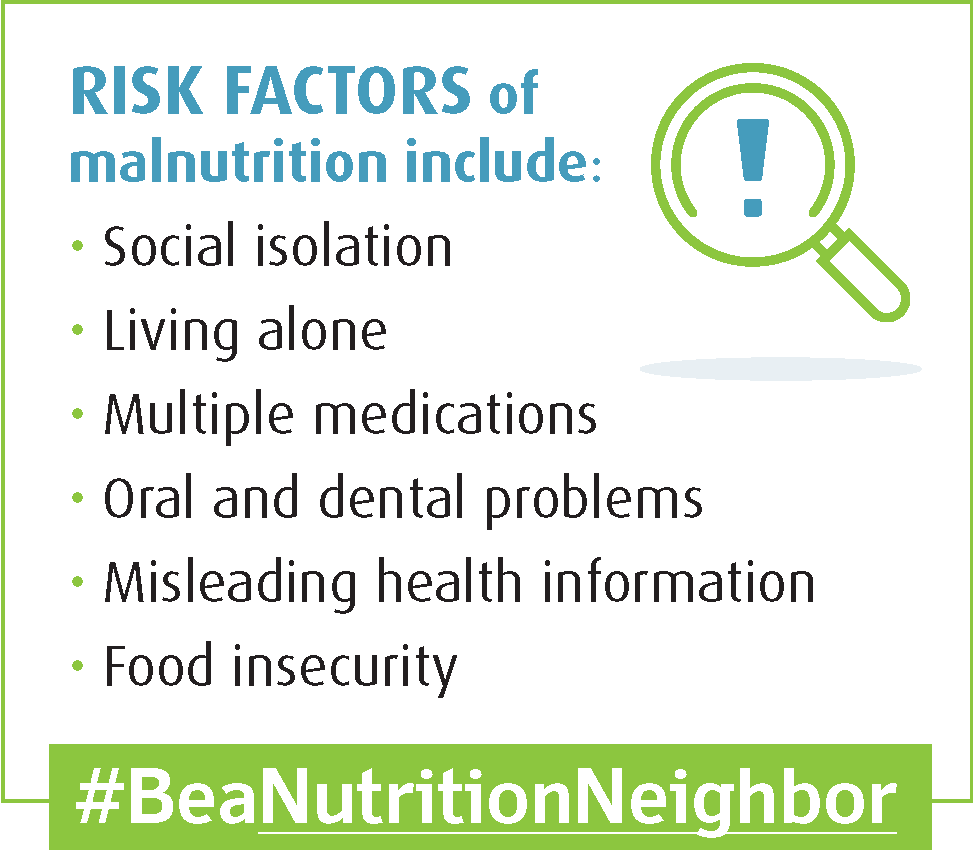 RISK FACTORS of
malnutrition include:
• Social isolation
• Living alone
• Multiple medications
• Oral and dental problems
• Misleading health information
• Food insecurity
#BeaNutritionNeighbor